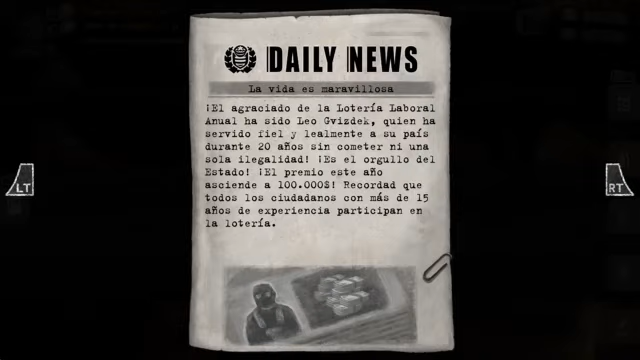 DAILY NEWS
La vida es maravillosa
¡El agraciado de la Lotería Laboral
Anual ha sido Leo Gvizdek, quien ha
servido fiel y lealmente a su país
durante 20 años sin cometer ni una
sola ilegalidad! ¡Es el orgullo del
Estado! ¡El premio este año
asciende a 100.000$! Recordad que
todos los ciudadanos con más de 15
años de experiencia participan en
la lotería.
LT
RT